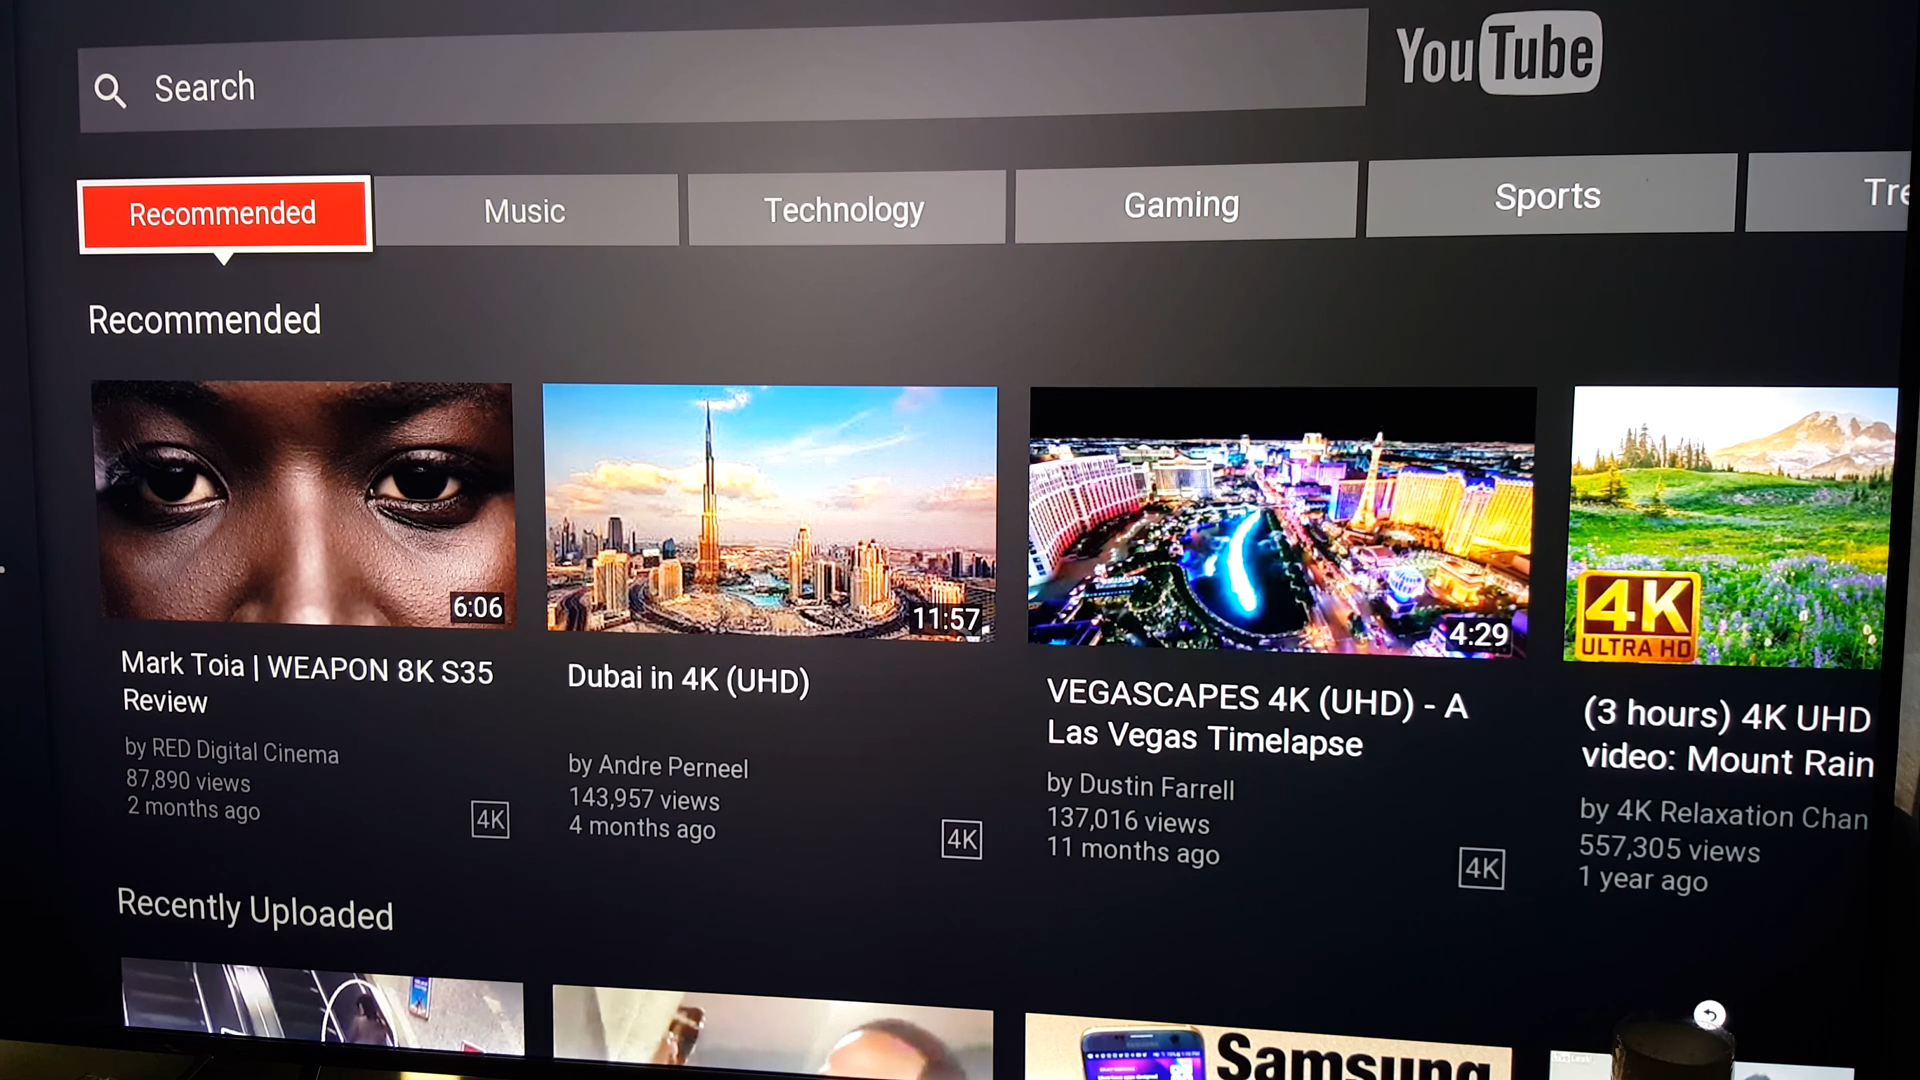 Search
YouTube
Recommended
Music
Technology
Gaming
Sports
Tre
Recommended
6:06
11:57
4:29
4K
ULTRA HD
Mark Toia | WEAPON 8K S35
Review
by RED Digital Cinema
87,890 views
2 months ago
4K
Dubai in 4K (UHD)
by Andre Perneel
143,957 views
4 months ago
4K
VEGASCAPES 4K (UHD) - A
Las Vegas Timelapse
by Dustin Farrell
137,016 views
11 months ago
4K
(3 hours) 4K UHD
video: Mount Rain
by 4K Relaxation Chan
557,305 views
1 year ago
Recently Uploaded
Samsung